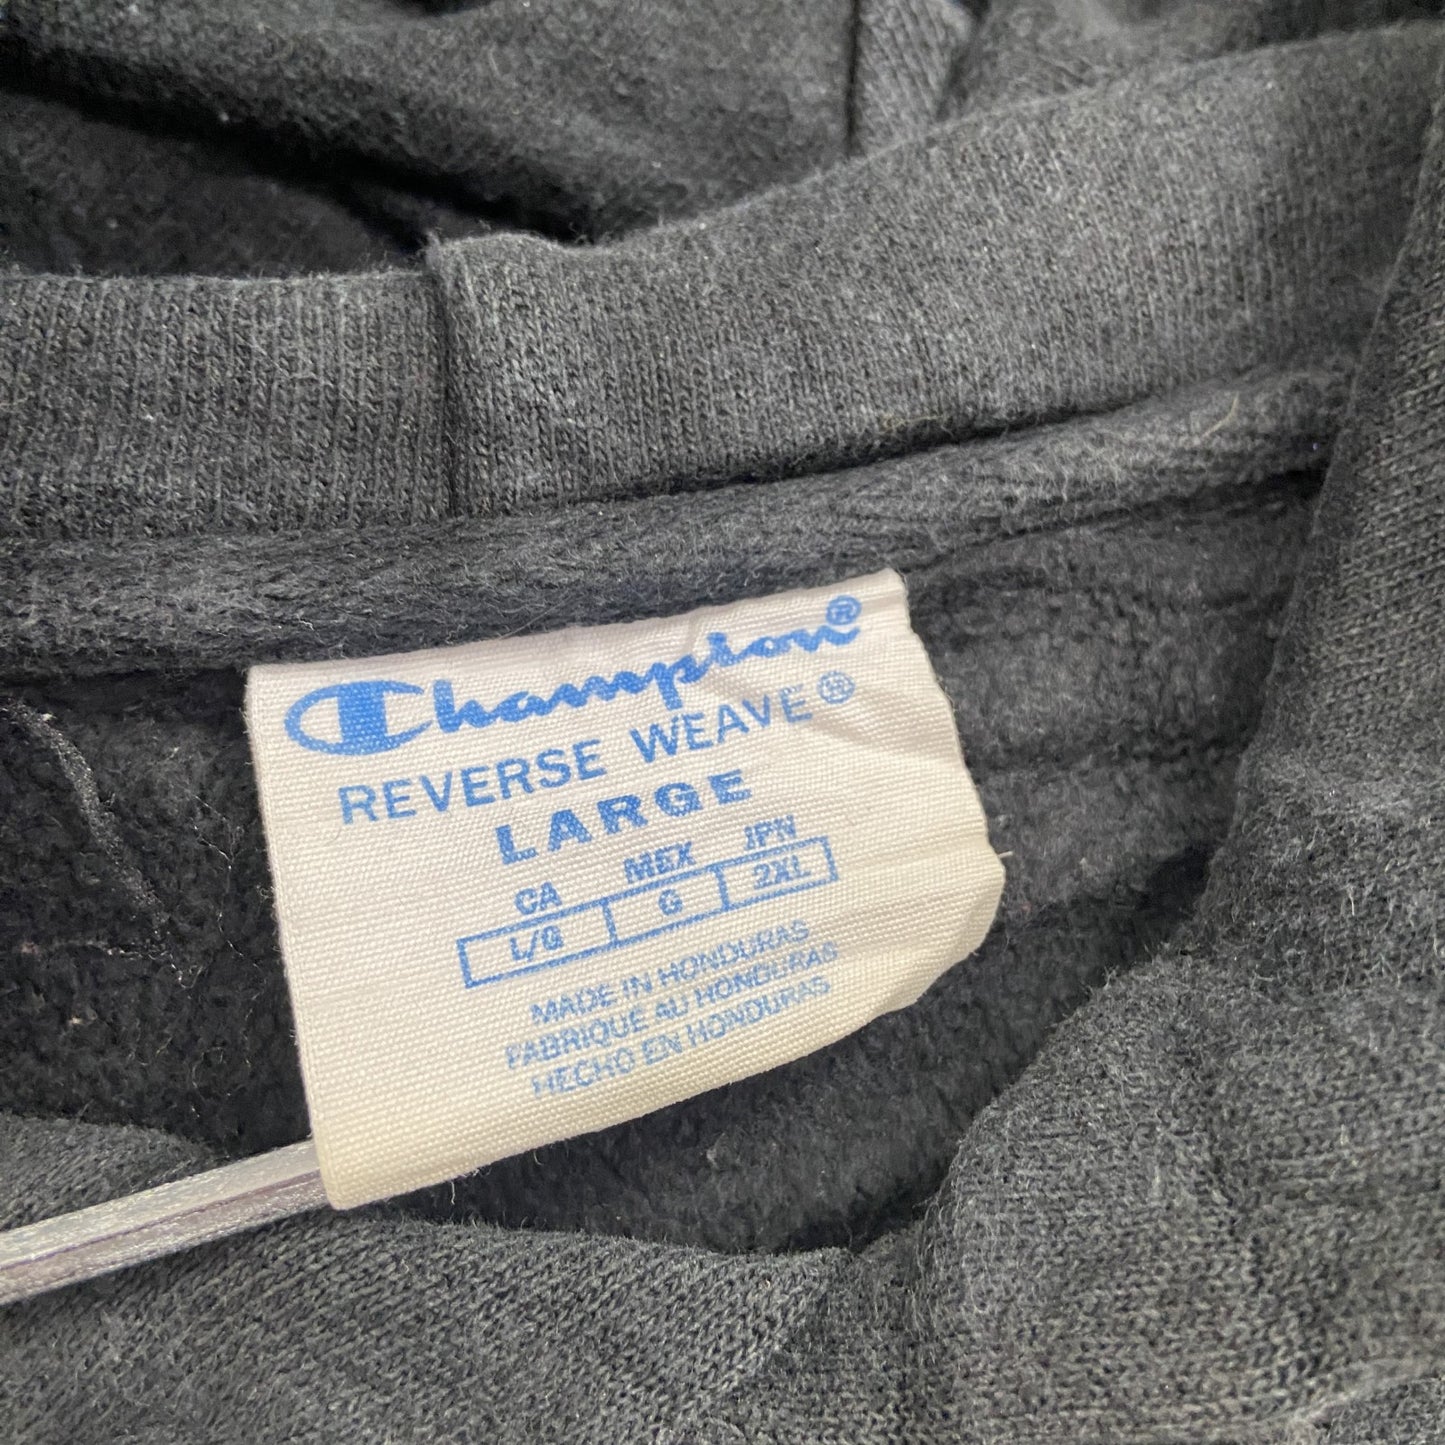 Champion®
REVERSE WEAVE®
LARGE
CA MEX JPN
L/G G 2XL
MADE IN HONDURAS
FABRIQUE AU HONDURAS
HECHO EN HONDURAS